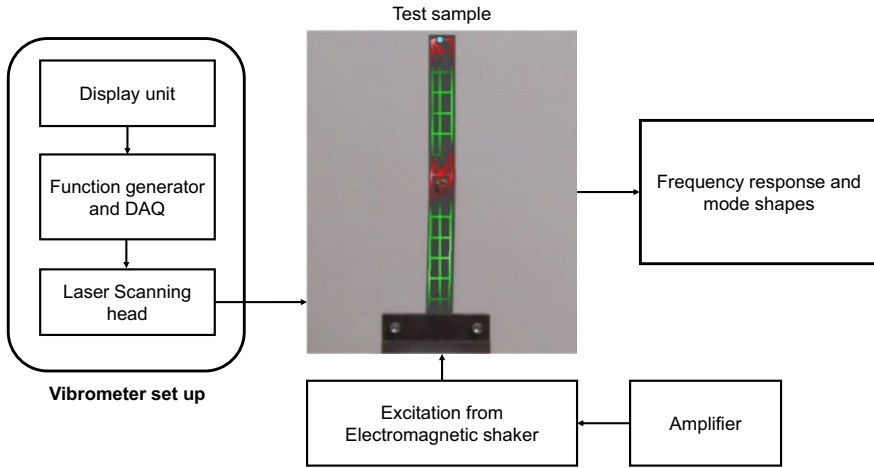 Test sample
Display unit
Function generator
and DAQ
Laser Scanning
head
Vibrometer set up
Frequency response and
mode shapes
Excitation from
Electromagnetic shaker
Amplifier